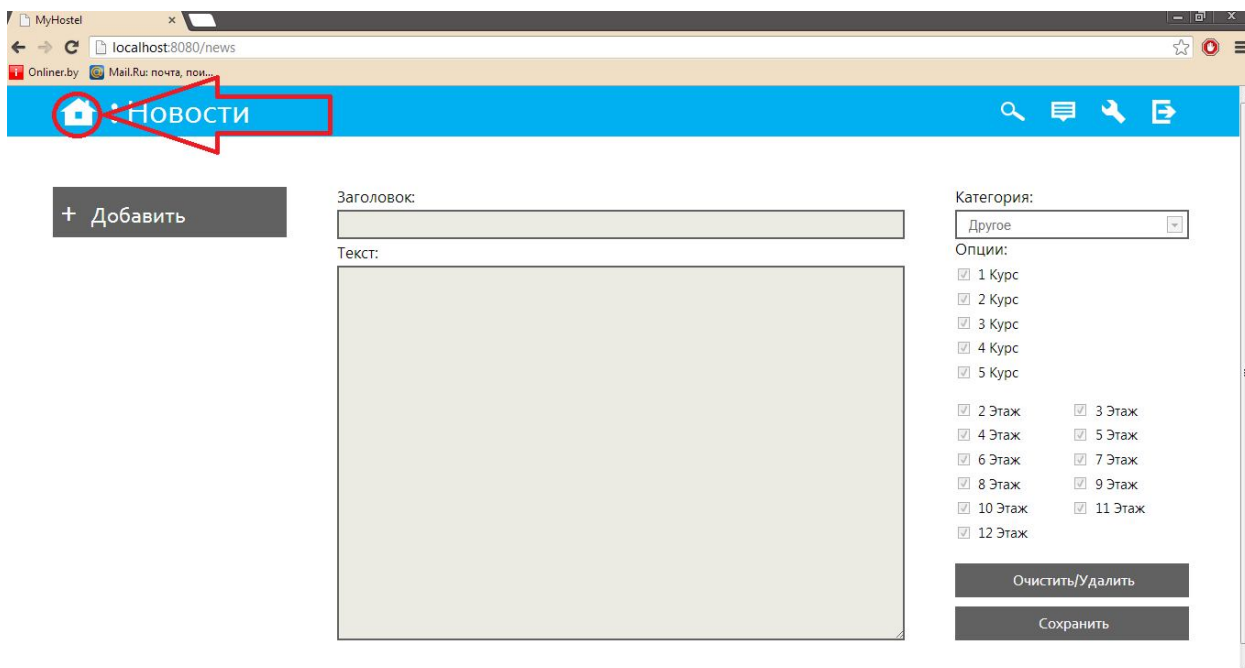 MyHostel
localhost:8080/news
Onliner.by Mail.Ru: почта, пои...
: Новости
+ Добавить
Заголовок:
Текст:
Категория:
Другое
Опции:
1 Курс
2 Курс
3 Курс
4 Курс
5 Курс
2 Этаж 3 Этаж
4 Этаж 5 Этаж
6 Этаж 7 Этаж
8 Этаж 9 Этаж
10 Этаж 11 Этаж
12 Этаж
Очистить/Удалить
Сохранить